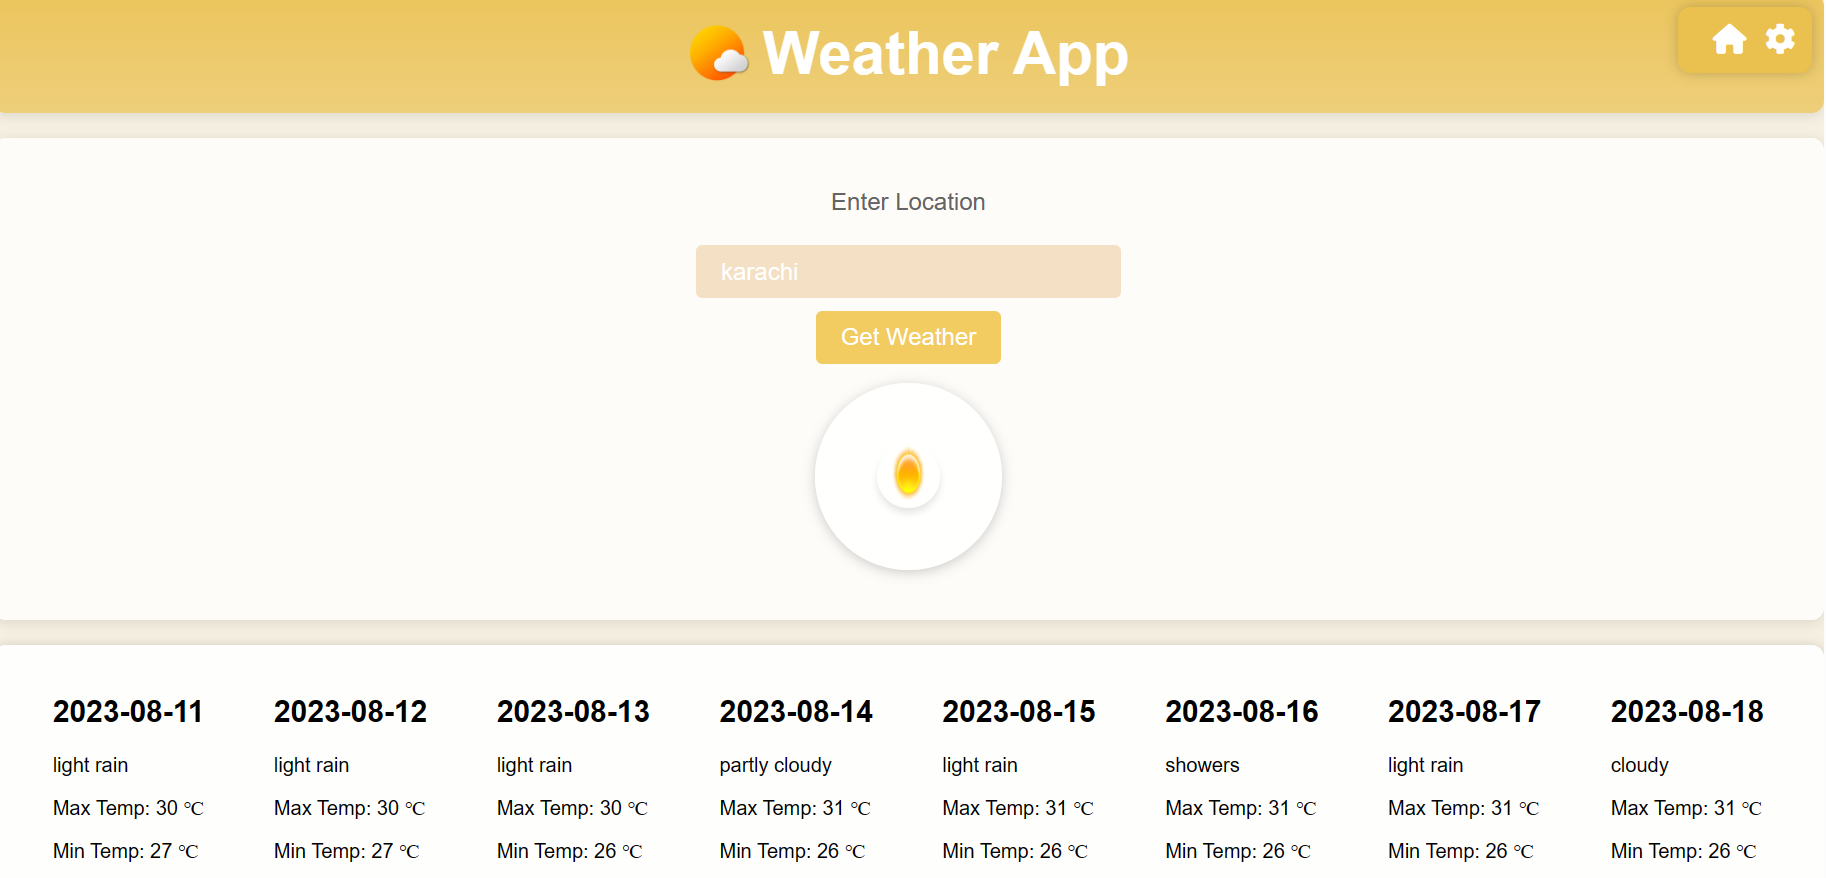 Weather App
Enter Location
karachi
Get Weather
2023-08-11 2023-08-12 2023-08-13 2023-08-14 2023-08-15 2023-08-16 2023-08-17 2023-08-18
light rain light rain light rain partly cloudy light rain showers light rain cloudy
Max Temp: 30 ℃ Max Temp: 30 ℃ Max Temp: 30 ℃ Max Temp: 31 ℃ Max Temp: 31 ℃ Max Temp: 31 ℃ Max Temp: 31 ℃ Max Temp: 31 ℃
Min Temp: 27 ℃ Min Temp: 27 ℃ Min Temp: 26 ℃ Min Temp: 26 ℃ Min Temp: 26 ℃ Min Temp: 26 ℃ Min Temp: 26 ℃ Min Temp: 26 ℃